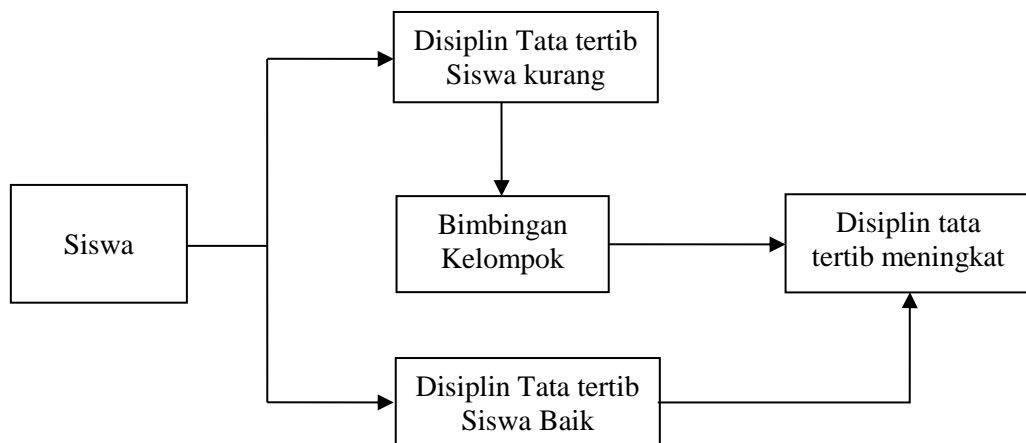 Disiplin Tata tertib
Siswa kurang
Siswa
Bimbingan
Kelompok
Disiplin tata
tertib meningkat
Disiplin Tata tertib
Siswa Baik